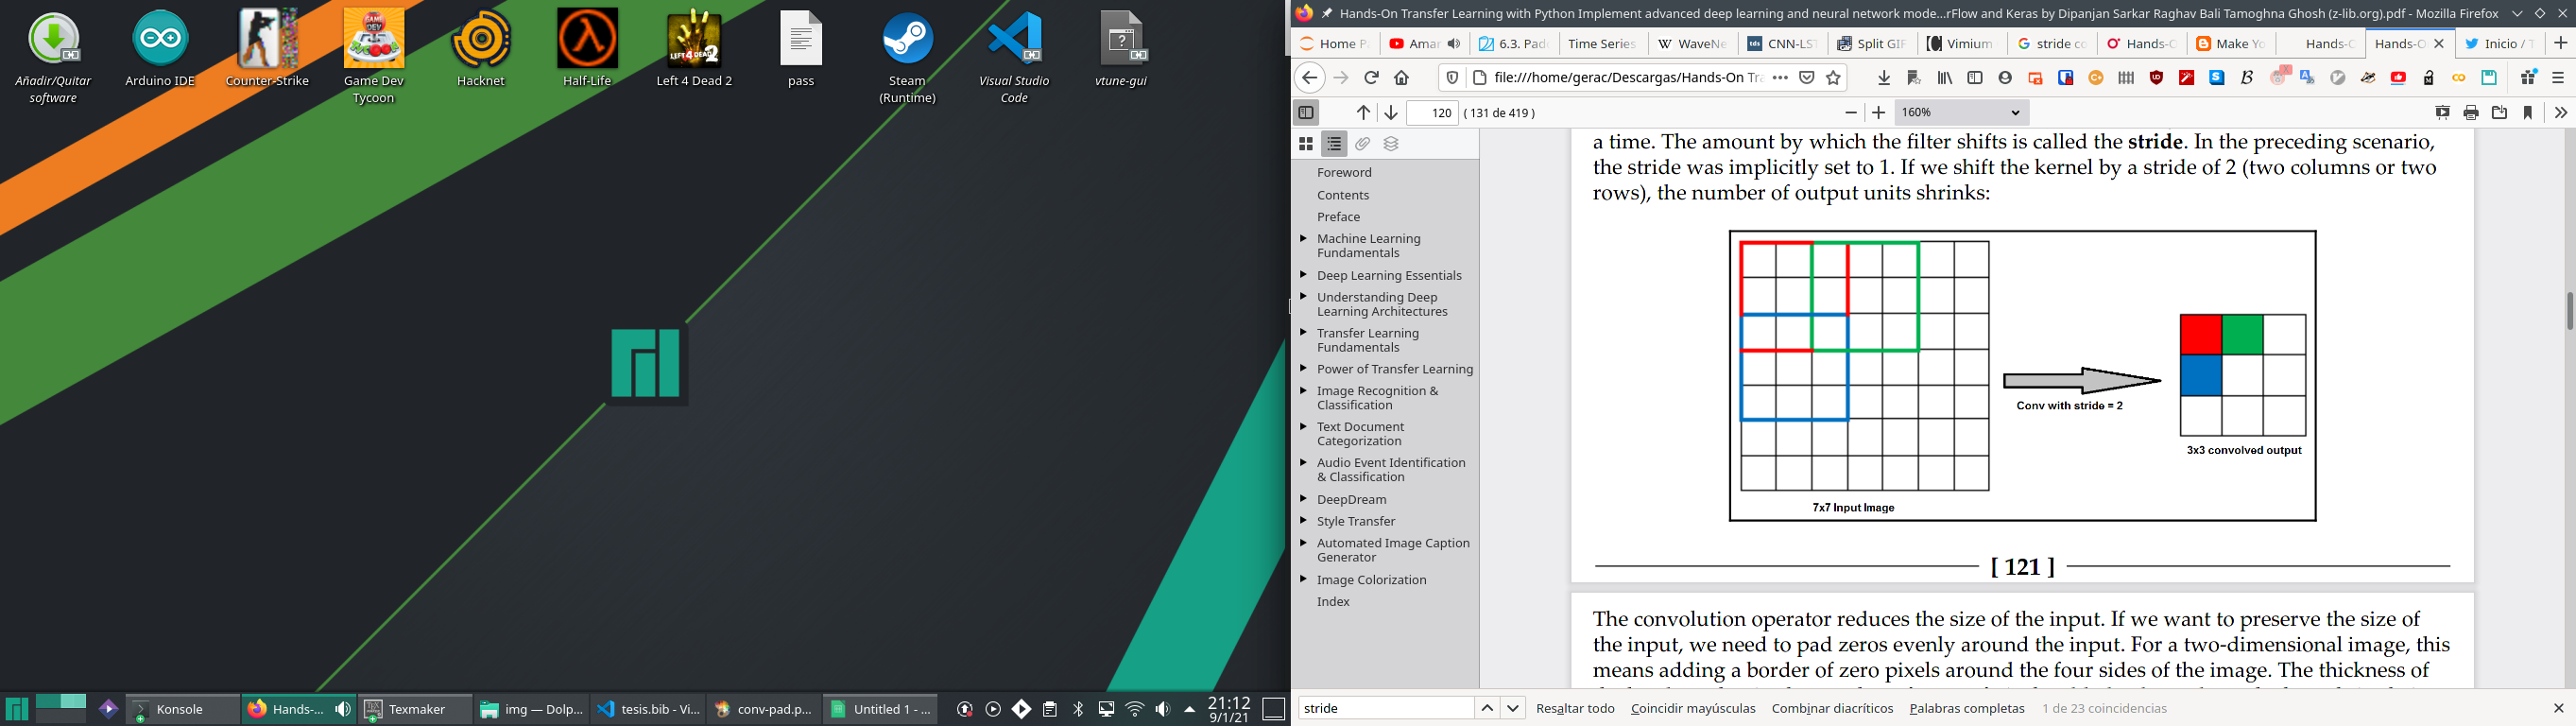 Añadir/Quitar
software
Arduino IDE
Counter-Strike
Game Dev
Tycoon
Hacknet
Half-Life
Left 4 Dead 2
pass
Steam
(Runtime)
Visual Studio
Code
vtune-gui
Konsole
Hands-...
Texmaker
img — Dolp...
tesis.bib - Vi...
conv-pad.p...
Untitled 1 - ...
21:12
9/1/21
Hands-On Transfer Learning with Python Implement advanced deep learning and neural network mode...rFlow and Keras by Dipanjan Sarkar Raghav Bali Tamoghna Ghosh (z-lib.org).pdf - Mozilla Firefox
Home P
Amar
6.3. Pad
Time Series
WaveNe
CNN-LS
Split GIF
Vimium
stride co
Hands-O
Make Yo
Hands-O
Hands-O
Inicio / T
file:///home/gerac/Descargas/Hands-On Tra
120 (131 de 419)
160%
Foreword
Contents
Preface
Machine Learning
Fundamentals
Deep Learning Essentials
Understanding Deep
Learning Architectures
Transfer Learning
Fundamentals
Power of Transfer Learning
Image Recognition &
Classification
Text Document
Categorization
Audio Event Identification
& Classification
DeepDream
Style Transfer
Automated Image Caption
Generator
Image Colorization
Index
a time. The amount by which the filter shifts is called the stride. In the preceding scenario,
the stride was implicitly set to 1. If we shift the kernel by a stride of 2 (two columns or two
rows), the number of output units shrinks:
Conv with stride = 2
3x3 convolved output
7x7 Input Image
[ 121 ]
The convolution operator reduces the size of the input. If we want to preserve the size of
the input, we need to pad zeros evenly around the input. For a two-dimensional image, this
means adding a border of zero pixels around the four sides of the image. The thickness of
stride
Resaltar todo
Coincidir mayúsculas
Combinar diacríticos
Palabras completas
1 de 23 coincidencias